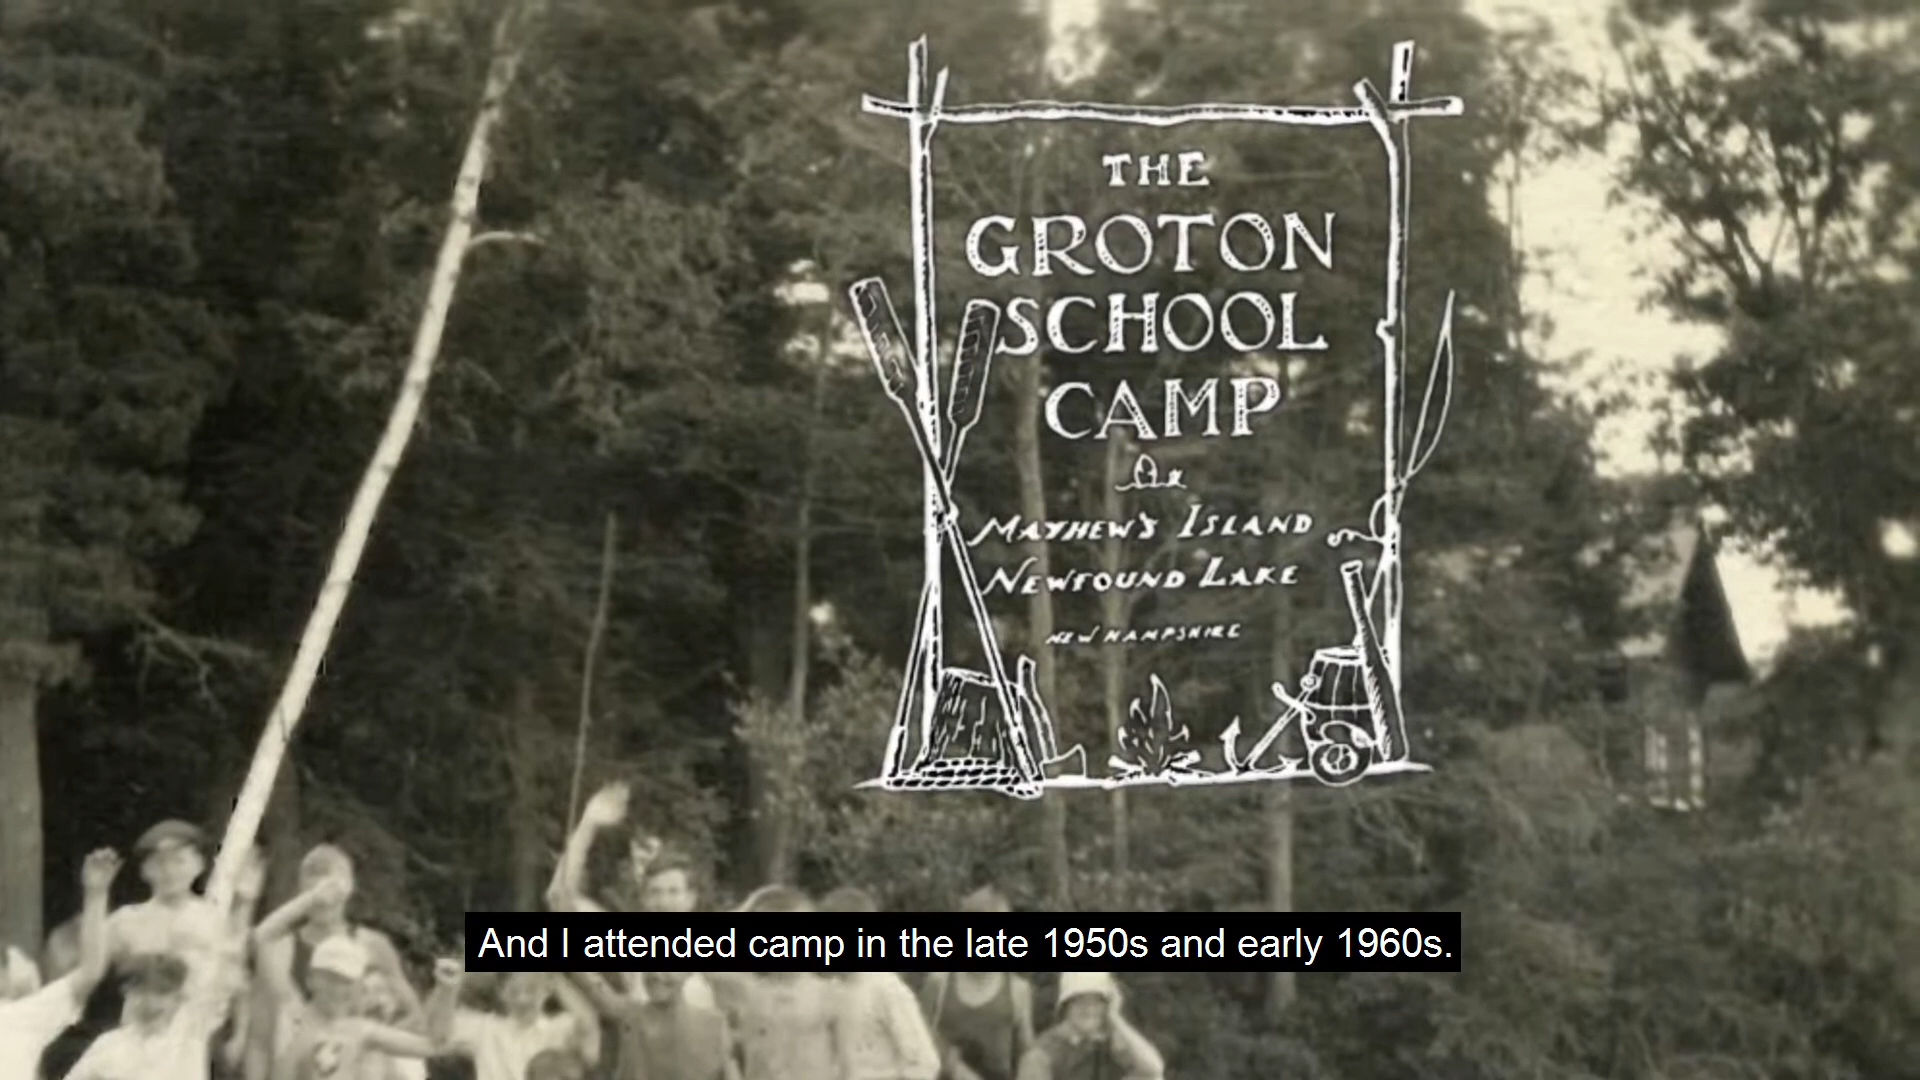 THE
GROTON
SCHOOL
CAMP
MAYHEW'S ISLAND
NEWFOUND LAKE
NEW HAMPSHIRE
And I attended camp in the late 1950s and early 1960s.